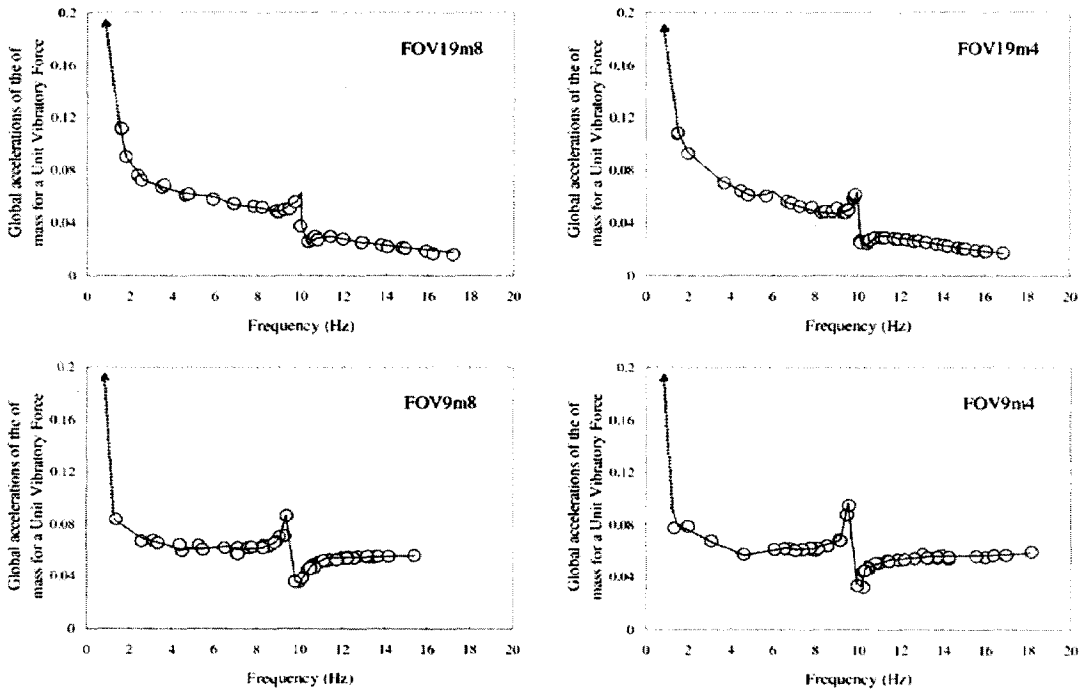 FOV19m8
Global accelerations of the of
mass for a Unit Vibratory Force
0.2
0.16
0.12
0.08
0.04
0
0 2 4 6 8 10 12 14 16 18 20
Frequency (Hz)
FOV19m4
Global accelerations of the of
mass for a Unit Vibratory Force
0.2
0.16
0.12
0.08
0.04
0
0 2 4 6 8 10 12 14 16 18 20
Frequency (Hz)
FOV9m8
Global accelerations of the of
mass for a Unit Vibratory Force
0.2
0.16
0.12
0.08
0.04
0
0 2 4 6 8 10 12 14 16 18 20
Frequency (Hz)
FOV9m4
Global accelerations of the of
mass for a Unit Vibratory Force
0.2
0.16
0.12
0.08
0.04
0
0 2 4 6 8 10 12 14 16 18 20
Frequency (Hz)